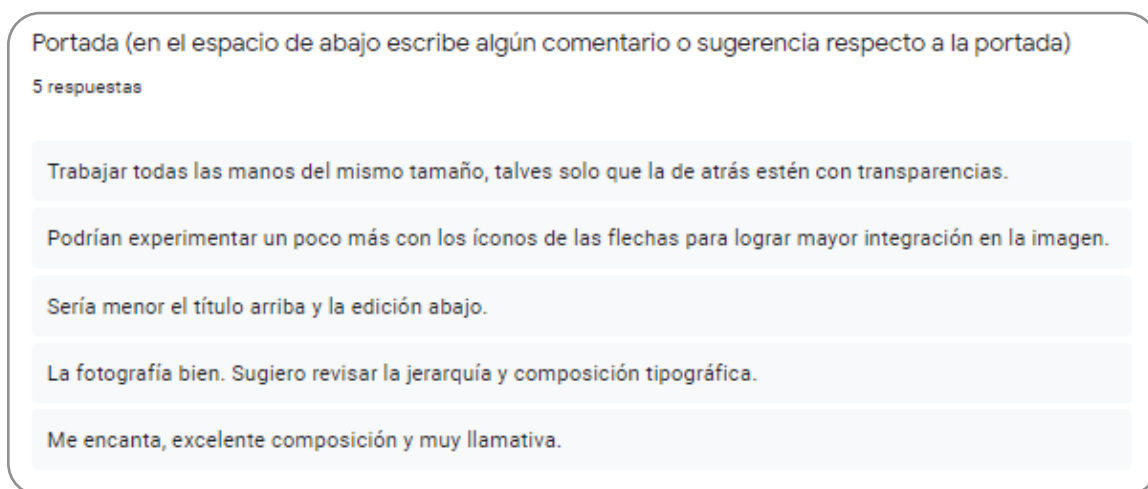 Portada (en el espacio de abajo escribe algún comentario o sugerencia respecto a la portada)
5 respuestas
Trabajar todas las manos del mismo tamaño, talves solo que la de atrás estén con transparencias.
Podrían experimentar un poco más con los íconos de las flechas para lograr mayor integración en la imagen.
Sería menor el título arriba y la edición abajo.
La fotografía bien. Sugiero revisar la jerarquía y composición tipográfica.
Me encanta, excelente composición y muy llamativa.